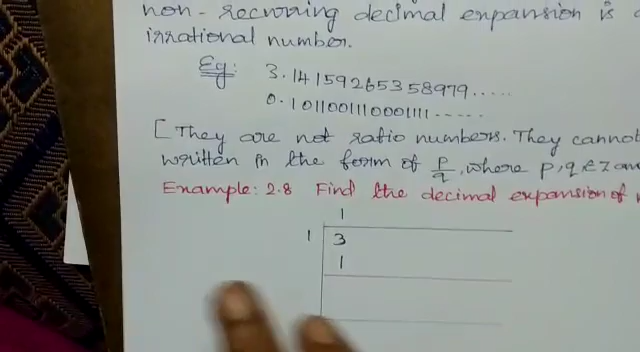 non-recurring decimal expansion is
irrational number.
Eg: 3.14159265358979.....
0.1011001110001111.....
[They are not ratio numbers. They cannot
written in the form of p/q, where p, q ∈ Z and
Example: 2.8 Find the decimal expansion of
1
1 3
1